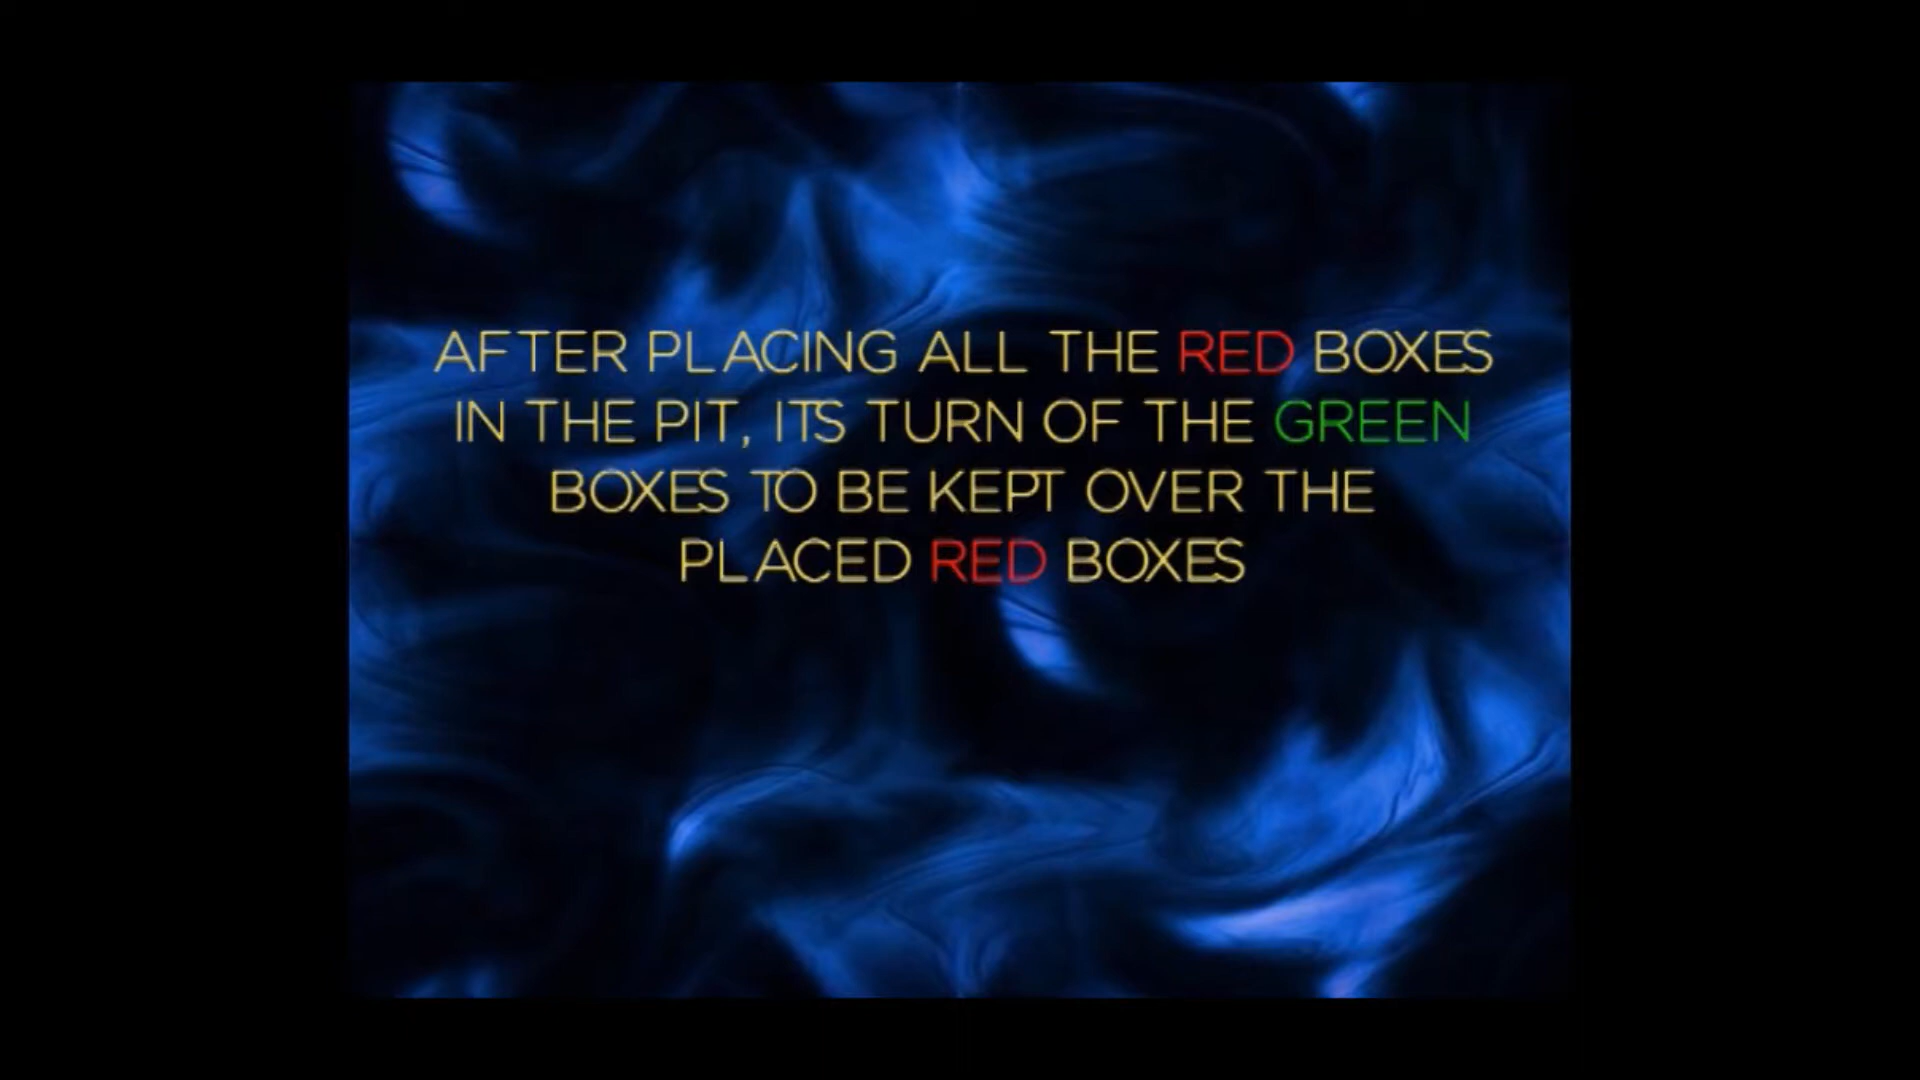 AFTER PLACING ALL THE RED BOXES
IN THE PIT, ITS TURN OF THE GREEN
BOXES TO BE KEPT OVER THE
PLACED RED BOXES